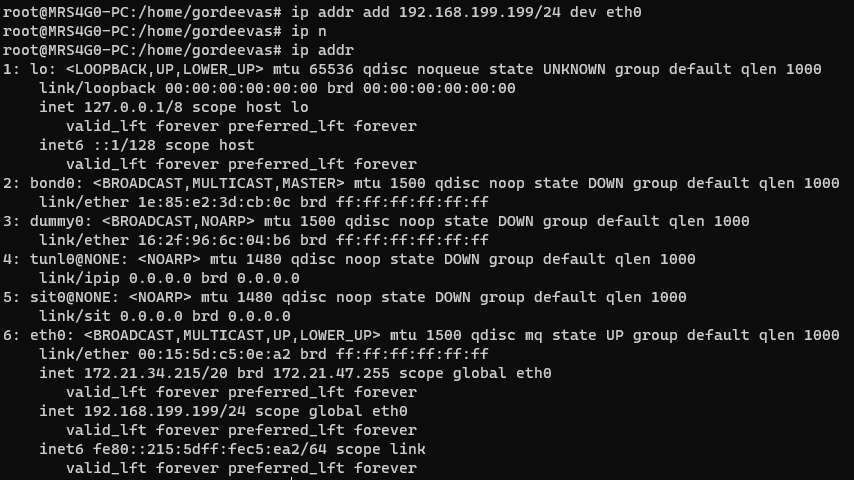 root@MRS4G0-PC:/home/gordeevas# ip addr add 192.168.199.199/24 dev eth0
root@MRS4G0-PC:/home/gordeevas# ip n
root@MRS4G0-PC:/home/gordeevas# ip addr
1: lo: <LOOPBACK,UP,LOWER_UP> mtu 65536 qdisc noqueue state UNKNOWN group default qlen 1000
    link/loopback 00:00:00:00:00:00 brd 00:00:00:00:00:00
    inet 127.0.0.1/8 scope host lo
       valid_lft forever preferred_lft forever
    inet6 ::1/128 scope host
       valid_lft forever preferred_lft forever
2: bond0: <BROADCAST,MULTICAST,MASTER> mtu 1500 qdisc noop state DOWN group default qlen 1000
    link/ether 1e:85:e2:3d:cb:0c brd ff:ff:ff:ff:ff:ff
3: dummy0: <BROADCAST,NOARP> mtu 1500 qdisc noop state DOWN group default qlen 1000
    link/ether 16:2f:96:6c:04:b6 brd ff:ff:ff:ff:ff:ff
4: tunl0@NONE: <NOARP> mtu 1480 qdisc noop state DOWN group default qlen 1000
    link/ipip 0.0.0.0 brd 0.0.0.0
5: sit0@NONE: <NOARP> mtu 1480 qdisc noop state DOWN group default qlen 1000
    link/sit 0.0.0.0 brd 0.0.0.0
6: eth0: <BROADCAST,MULTICAST,UP,LOWER_UP> mtu 1500 qdisc mq state UP group default qlen 1000
    link/ether 00:15:5d:c5:0e:a2 brd ff:ff:ff:ff:ff:ff
    inet 172.21.34.215/20 brd 172.21.47.255 scope global eth0
       valid_lft forever preferred_lft forever
    inet 192.168.199.199/24 scope global eth0
       valid_lft forever preferred_lft forever
    inet6 fe80::215:5dff:fec5:ea2/64 scope link
       valid_lft forever preferred_lft forever